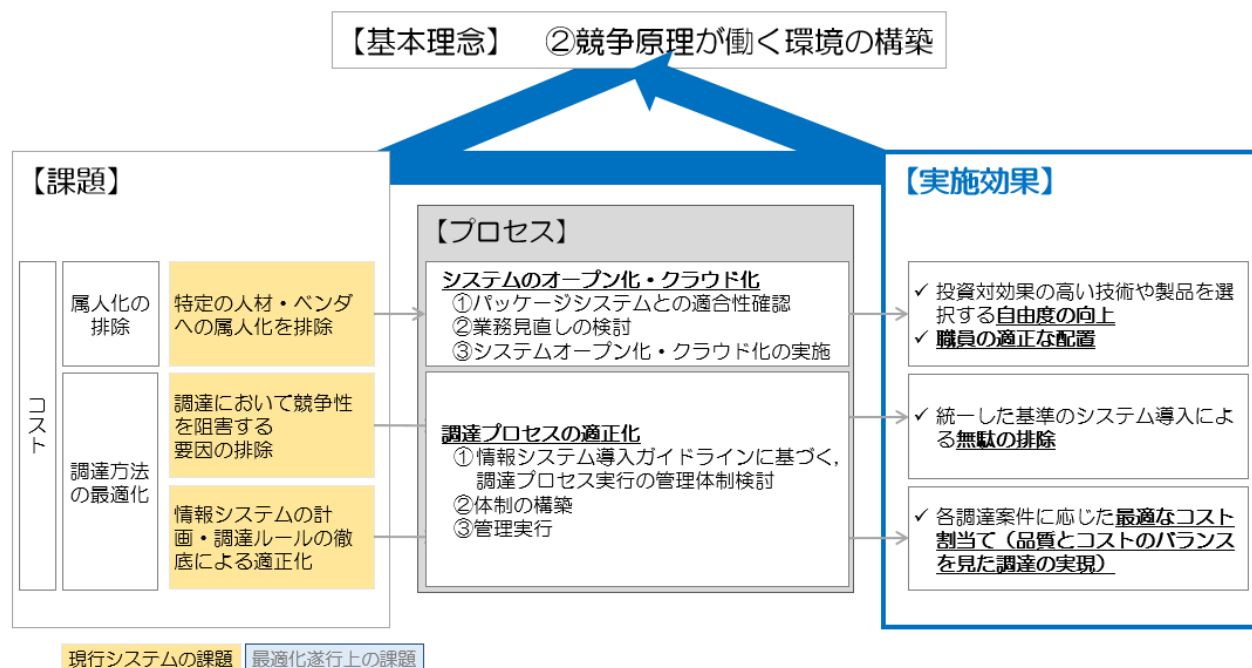 【基本理念】　②競争原理が働く環境の構築
【課題】
コスト
属人化の
排除
特定の人材・ベンダ
への属人化を排除
調達方法
の最適化
調達において競争性
を阻害する
要因の排除
情報システムの計
画・調達ルールの徹
底による適正化
【プロセス】
システムのオープン化・クラウド化
①パッケージシステムとの適合性確認
②業務見直しの検討
③システムオープン化・クラウド化の実施
調達プロセスの適正化
①情報システム導入ガイドラインに基づく,
調達プロセス実行の管理体制検討
②体制の構築
③管理実行
【実施効果】
✓ 投資対効果の高い技術や製品を選
択する自由度の向上
✓ 職員の適正な配置
✓ 統一した基準のシステム導入によ
る無駄の排除
✓ 各調達案件に応じた最適なコスト
割当て（品質とコストのバランス
を見た調達の実現）
現行システムの課題
最適化遂行上の課題